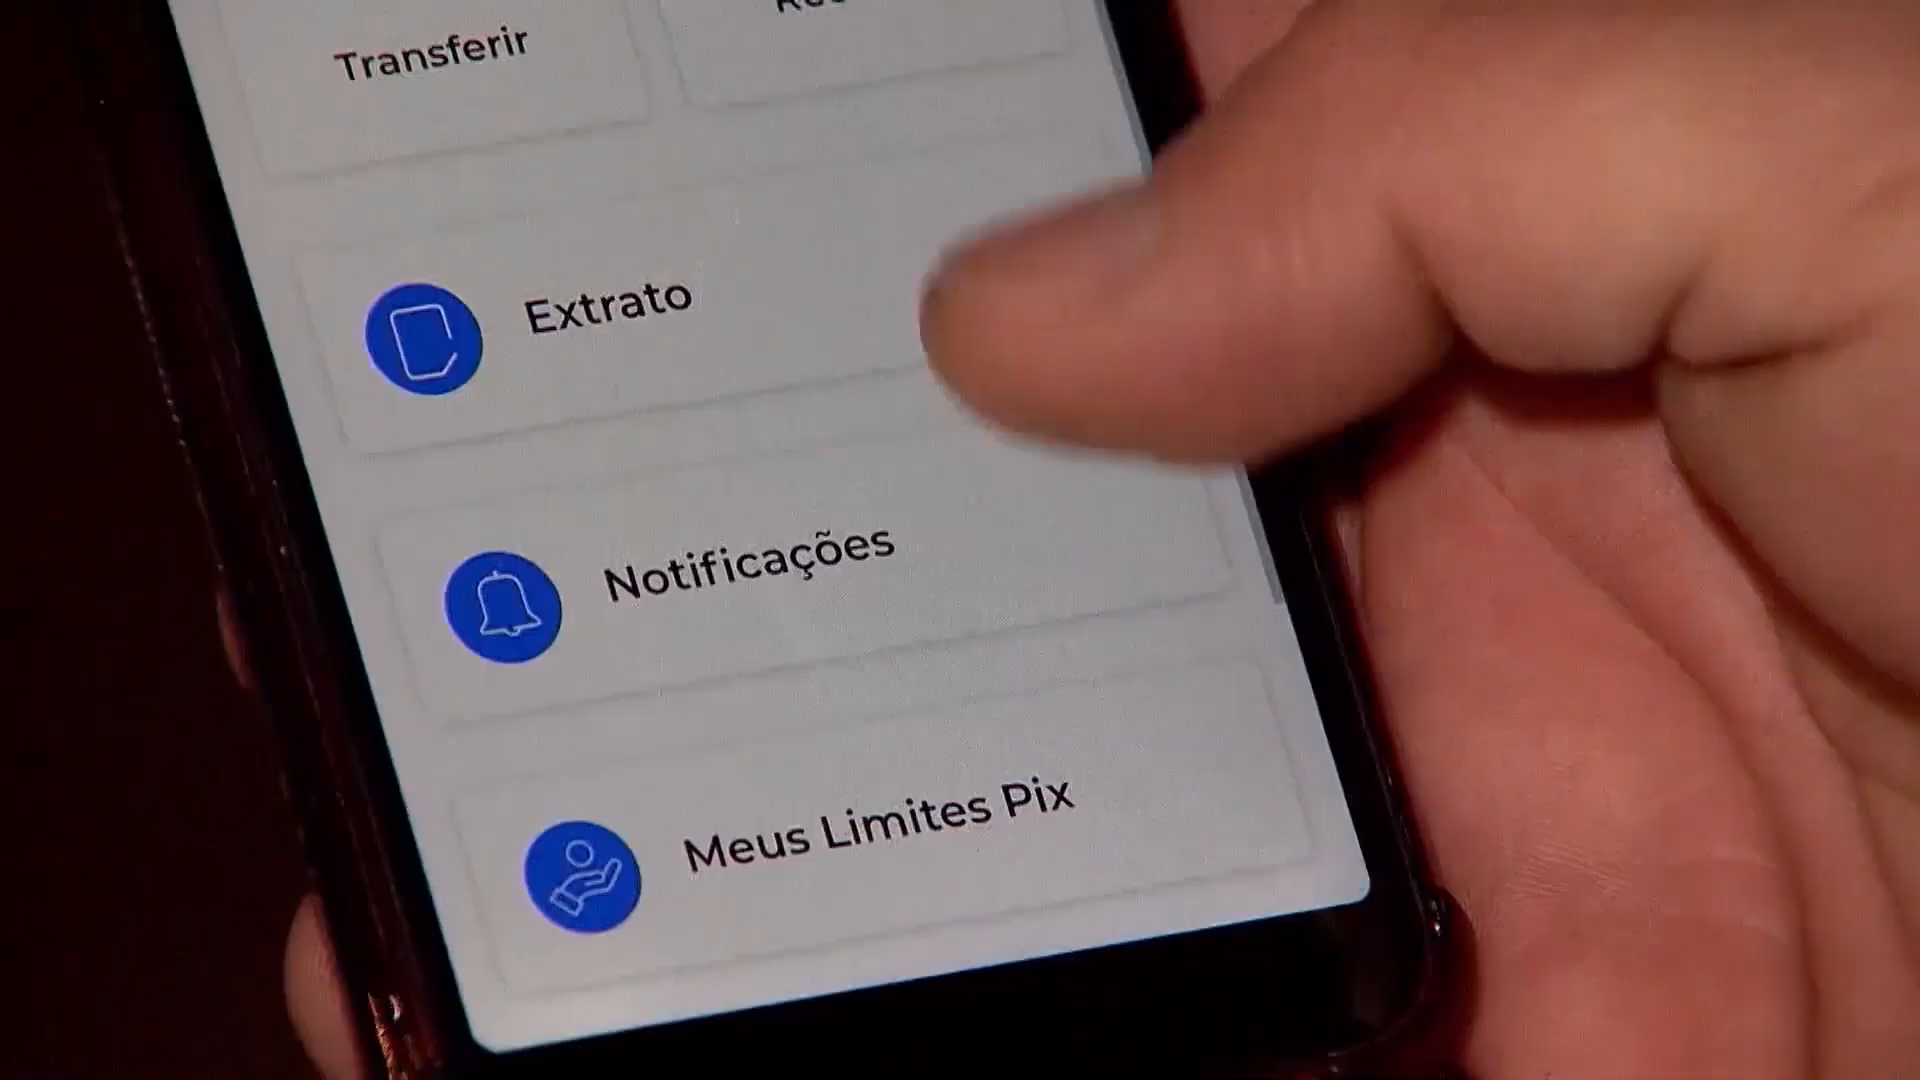 Transferir
Extrato
Notificações
Meus Limites Pix